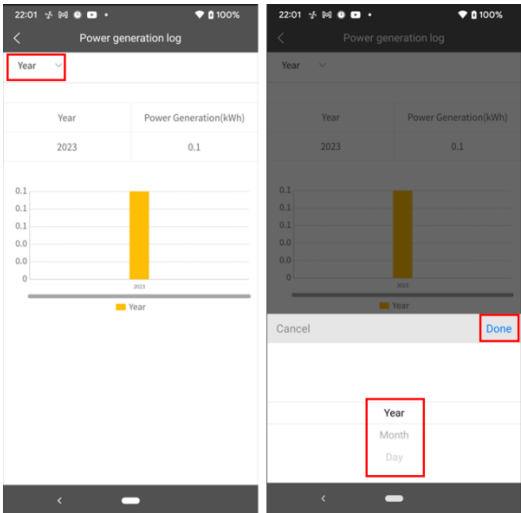 22:01 100%
Power generation log
Year
Year Power Generation(kWh)
2023 0.1
0.1
0.1
0.1
0.0
0.0
0
2023
Year
22:01 100%
Power generation log
Year
Year Power Generation(kWh)
2023 0.1
0.1
0.1
0.1
0.0
0.0
0
2023
Year
Cancel Done
Year
Month
Day